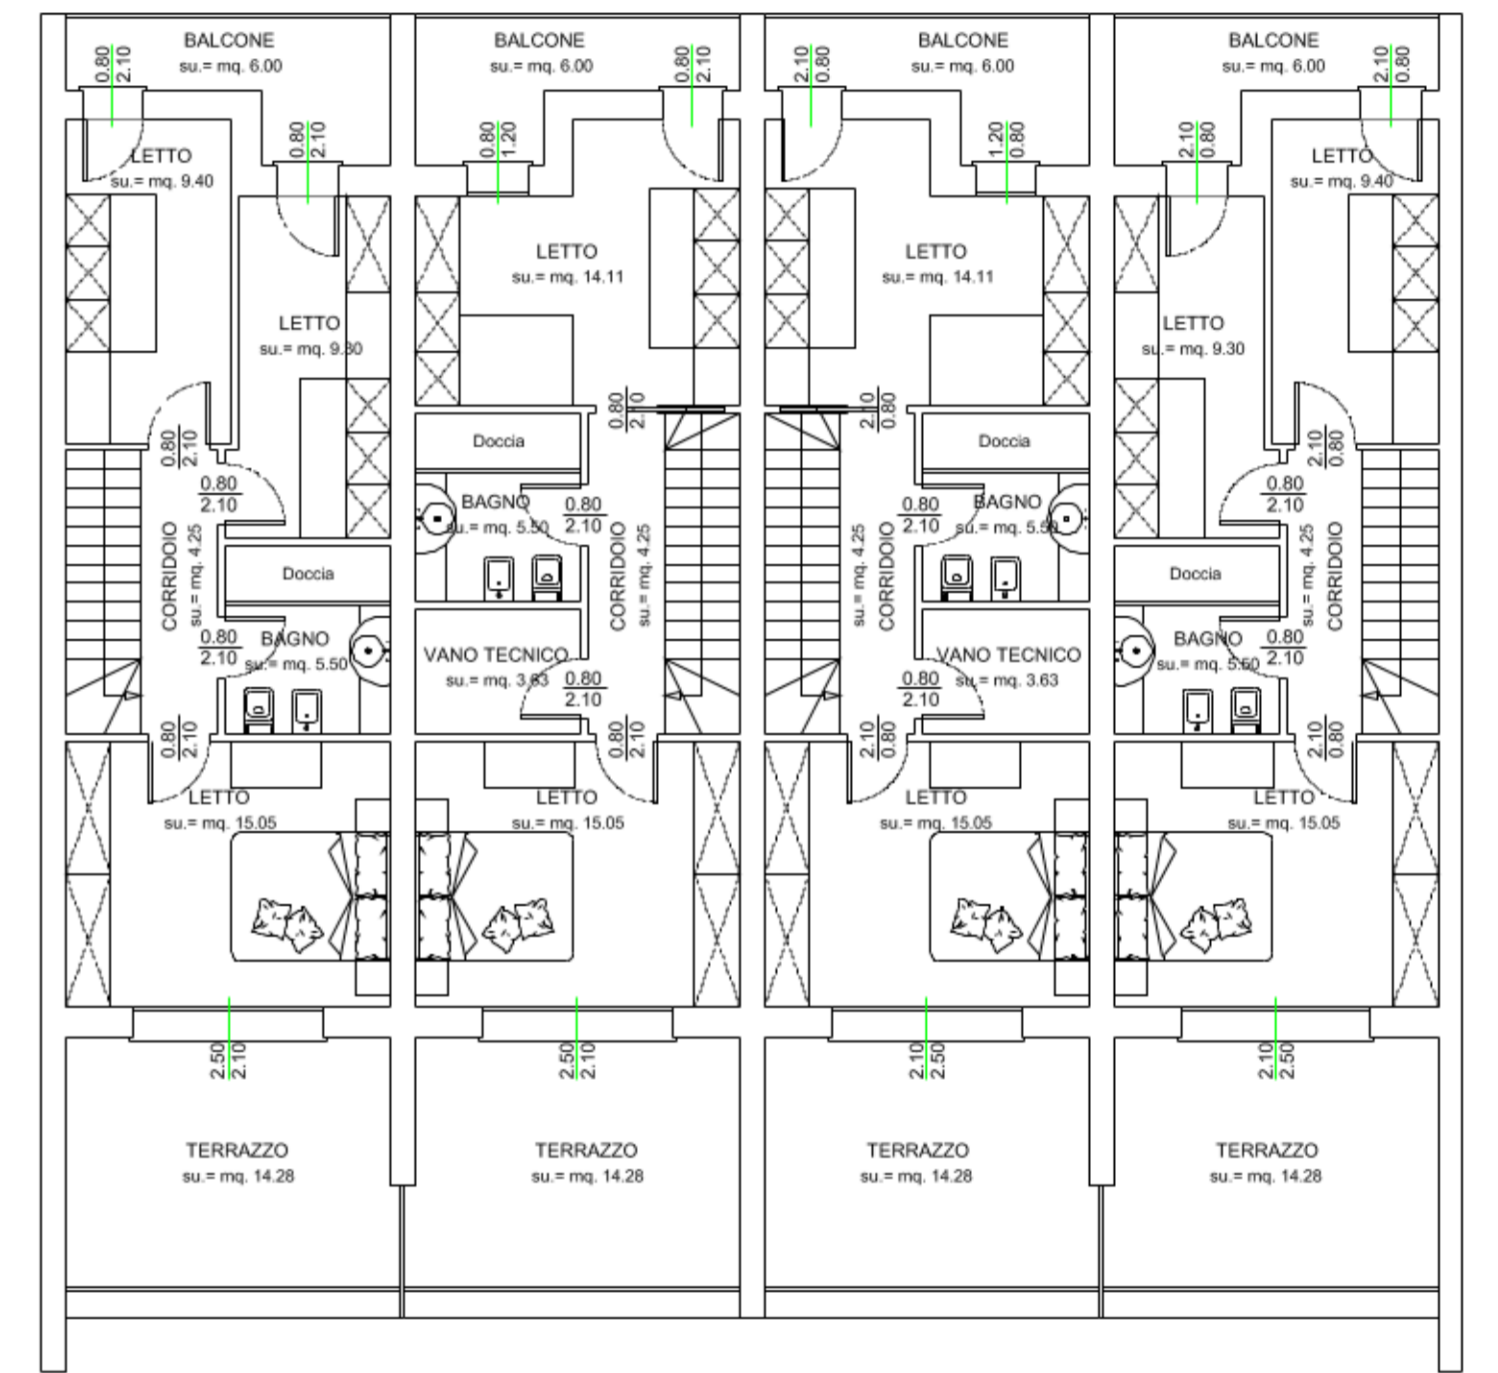 BALCONE
su.= mq. 6.00
0.80
2.10
BALCONE
su.= mq. 6.00
0.80
2.10
BALCONE
su.= mq. 6.00
2.10
0.80
BALCONE
su.= mq. 6.00
2.10
0.80
LETTO
su.= mq. 9.40
0.80
2.10
0.80
1.20
1.20
0.80
2.10
0.80
LETTO
su.= mq. 9.40
LETTO
su.= mq. 14.11
LETTO
su.= mq. 14.11
LETTO
su.= mq. 9.30
LETTO
su.= mq. 9.30
0.80
2.10
0.80
2.10
2.10
0.80
2.10
0.80
Doccia
Doccia
0.80
2.10
BAGNO
su.= mq. 5.50
0.80
2.10
0.80
2.10
BAGNO
su.= mq. 5.50
0.80
2.10
CORRIDOIO
su.= mq. 4.25
CORRIDOIO
su.= mq. 4.25
su.= mq. 4.25
CORRIDOIO
su.= mq. 4.25
CORRIDOIO
Doccia
Doccia
0.80
2.10
BAGNO
su.= mq. 5.50
VANO TECNICO
su.= mq. 3.63
0.80
2.10
0.80
2.10
VANO TECNICO
su.= mq. 3.63
BAGNO
su.= mq. 5.50
0.80
2.10
0.80
2.10
0.80
2.10
2.10
0.80
2.10
0.80
LETTO
su.= mq. 15.05
LETTO
su.= mq. 15.05
LETTO
su.= mq. 15.05
LETTO
su.= mq. 15.05
2.50
2.10
2.50
2.10
2.10
2.50
2.10
2.50
TERRAZZO
su.= mq. 14.28
TERRAZZO
su.= mq. 14.28
TERRAZZO
su.= mq. 14.28
TERRAZZO
su.= mq. 14.28